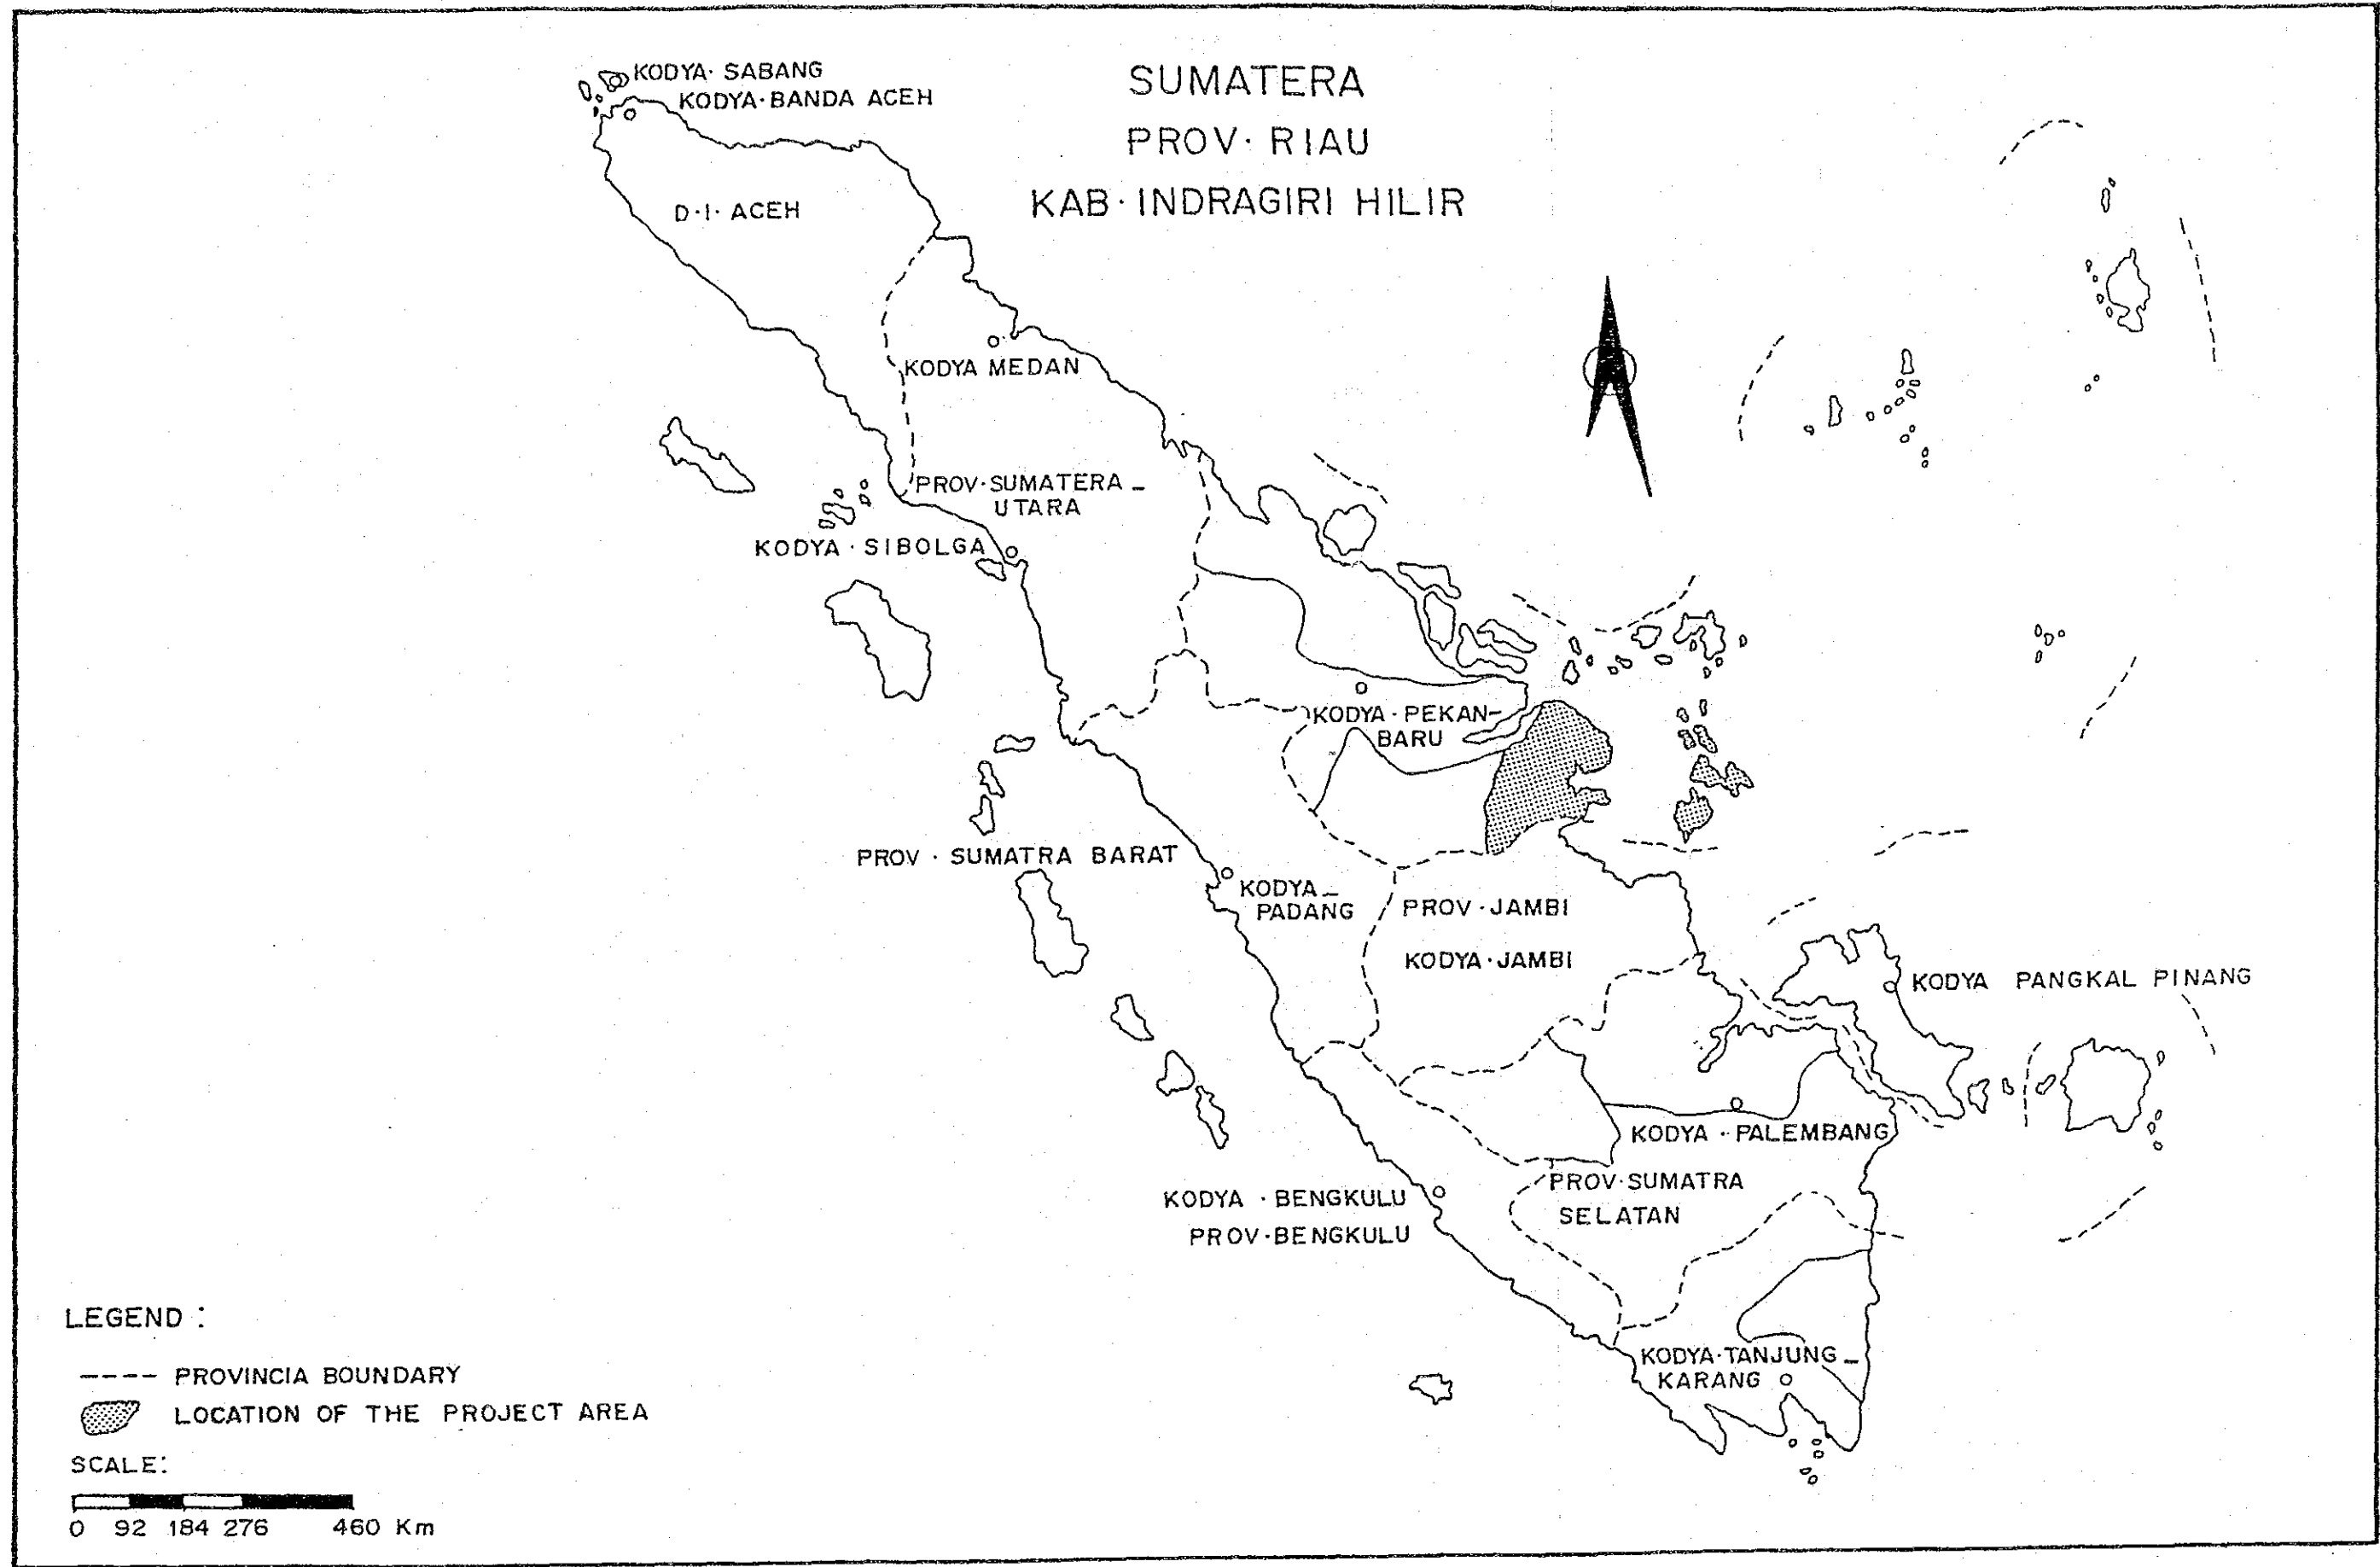 SUMATERA
PROV. RIAU
KAB. INDRAGIRI HILIR
KODYA. SABANG
KODYA. BANDA ACEH
D.I. ACEH
KODYA MEDAN
PROV. SUMATERA_
UTARA
KODYA. SIBOLGA
KODYA. PEKAN-
BARU
PROV. SUMATRA BARAT
KODYA_
PADANG
PROV. JAMBI
KODYA. JAMBI
KODYA PANGKAL PINANG
KODYA. PALEMBANG
PROV. SUMATRA
SELATAN
KODYA. BENGKULU
PROV. BENGKULU
KODYA. TANJUNG_
KARANG
LEGEND :
---- PROVINCIA BOUNDARY
LOCATION OF THE PROJECT AREA
SCALE:
0 92 184 276 460 Km